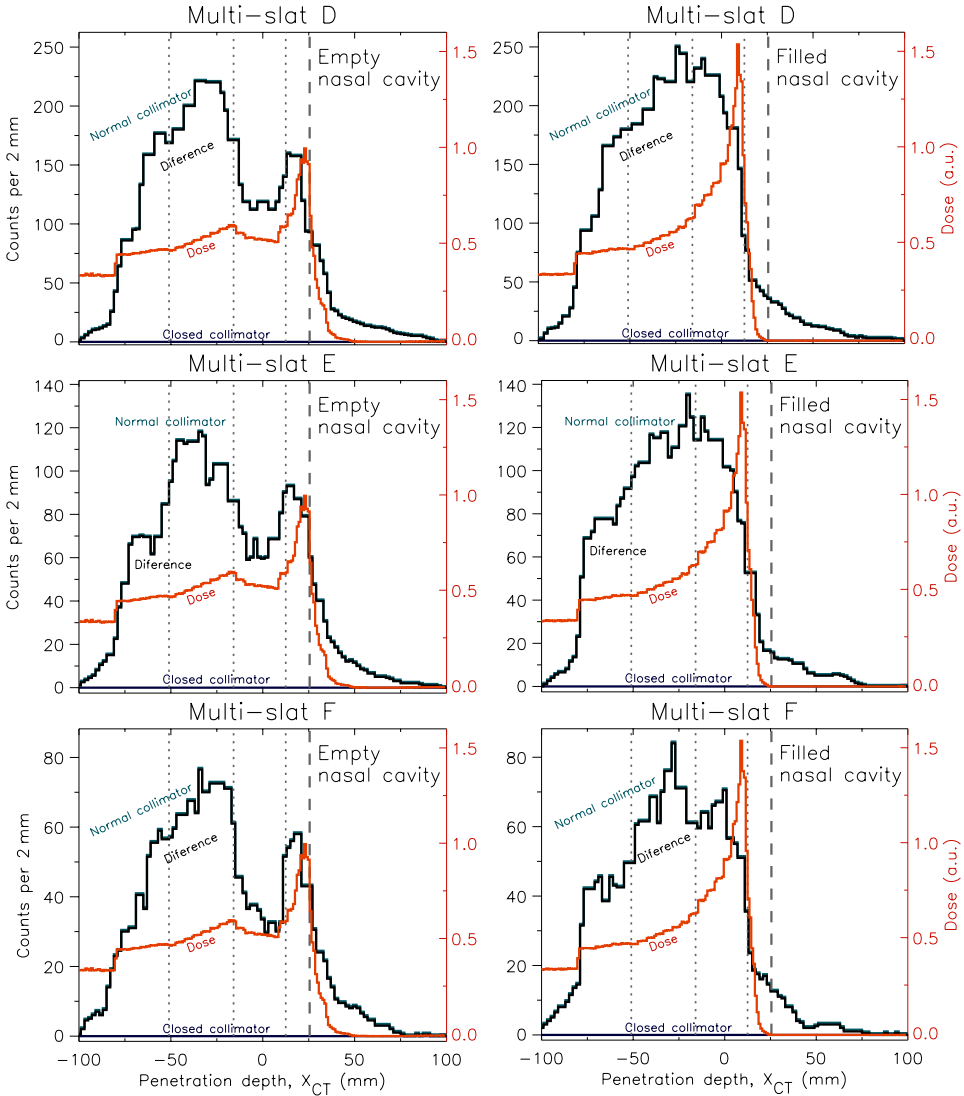 Multi-slat D
Multi-slat D
250
200
150
100
50
0
Counts per 2 mm
Normal collimator
Diference
Dose
Closed collimator
Empty
nasal cavity
1.5
1.0
0.5
0.0
250
200
150
100
50
0
Normal collimator
Diference
Dose
Closed collimator
Filled
nasal cavity
1.5
1.0
0.5
0.0
Dose (a.u.)
Multi-slat E
Multi-slat E
140
120
100
80
60
40
20
0
Counts per 2 mm
Normal collimator
Diference
Dose
Closed collimator
Empty
nasal cavity
1.5
1.0
0.5
0.0
140
120
100
80
60
40
20
0
Normal collimator
Diference
Dose
Closed collimator
Filled
nasal cavity
1.5
1.0
0.5
0.0
Dose (a.u.)
Multi-slat F
Multi-slat F
80
60
40
20
0
Counts per 2 mm
Normal collimator
Diference
Dose
Closed collimator
Empty
nasal cavity
1.5
1.0
0.5
0.0
80
60
40
20
0
Normal collimator
Diference
Dose
Closed collimator
Filled
nasal cavity
1.5
1.0
0.5
0.0
Dose (a.u.)
−100 −50 0 50 100
Penetration depth, XCT (mm)
−100 −50 0 50 100
Penetration depth, XCT (mm)